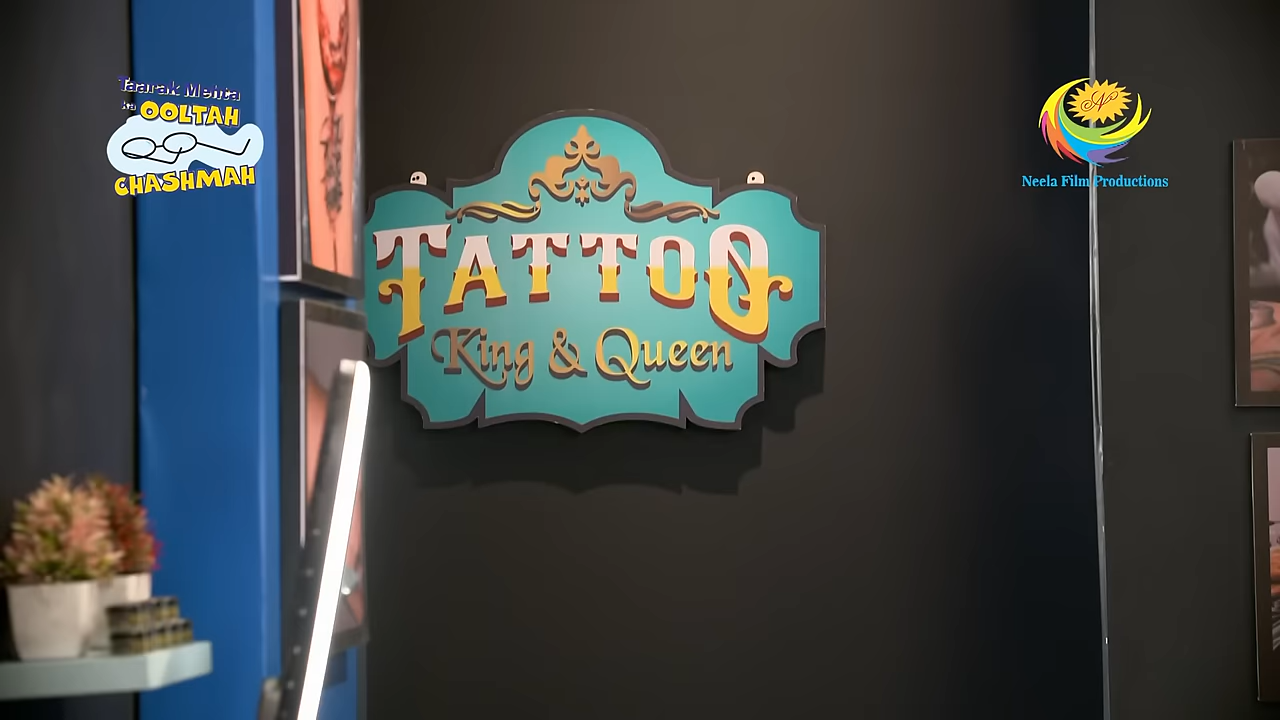 Taarak Mehta
ka OOLTAH
CHASHMAH
Neela Film Productions
TATTOO
King & Queen